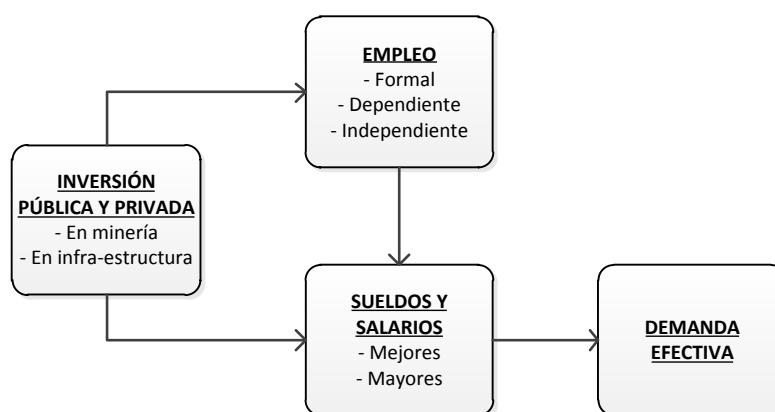 EMPLEO
- Formal
- Dependiente
- Independiente
INVERSIÓN
PÚBLICA Y PRIVADA
- En minería
- En infra-estructura
SUELDOS Y
SALARIOS
- Mejores
- Mayores
DEMANDA
EFECTIVA